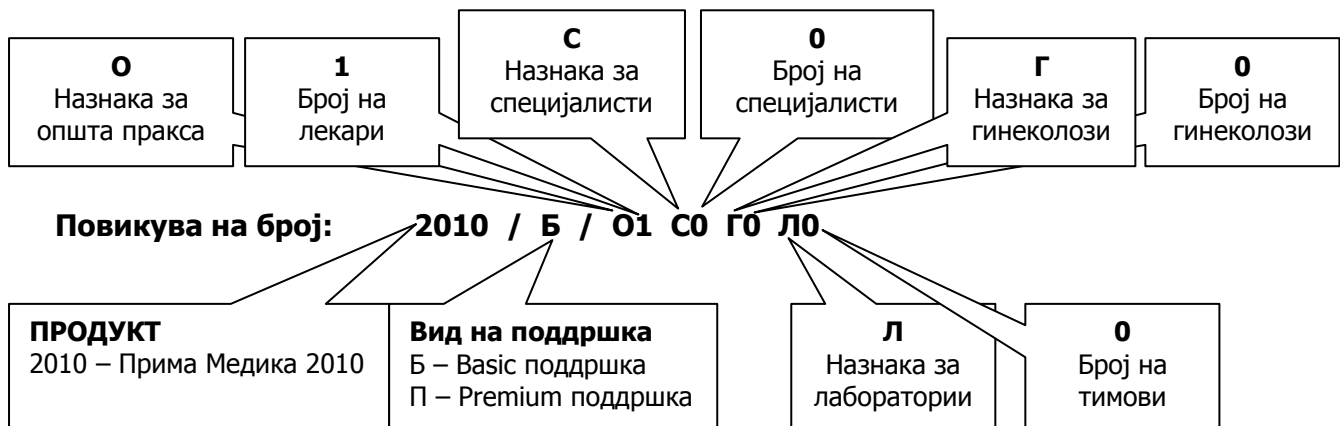 О
Назнака за
општа пракса
1
Број на
лекари
С
Назнака за
специјалисти
0
Број на
специјалисти
Г
Назнака за
гинеколози
0
Број на
гинеколози
Повикува на број: 2010 / Б / О1 С0 Г0 Л0
ПРОДУКТ
2010 – Прима Медика 2010
Вид на поддршка
Б – Basic поддршка
П – Premium поддршка
Л
Назнака за
лаборатории
0
Број на
тимови